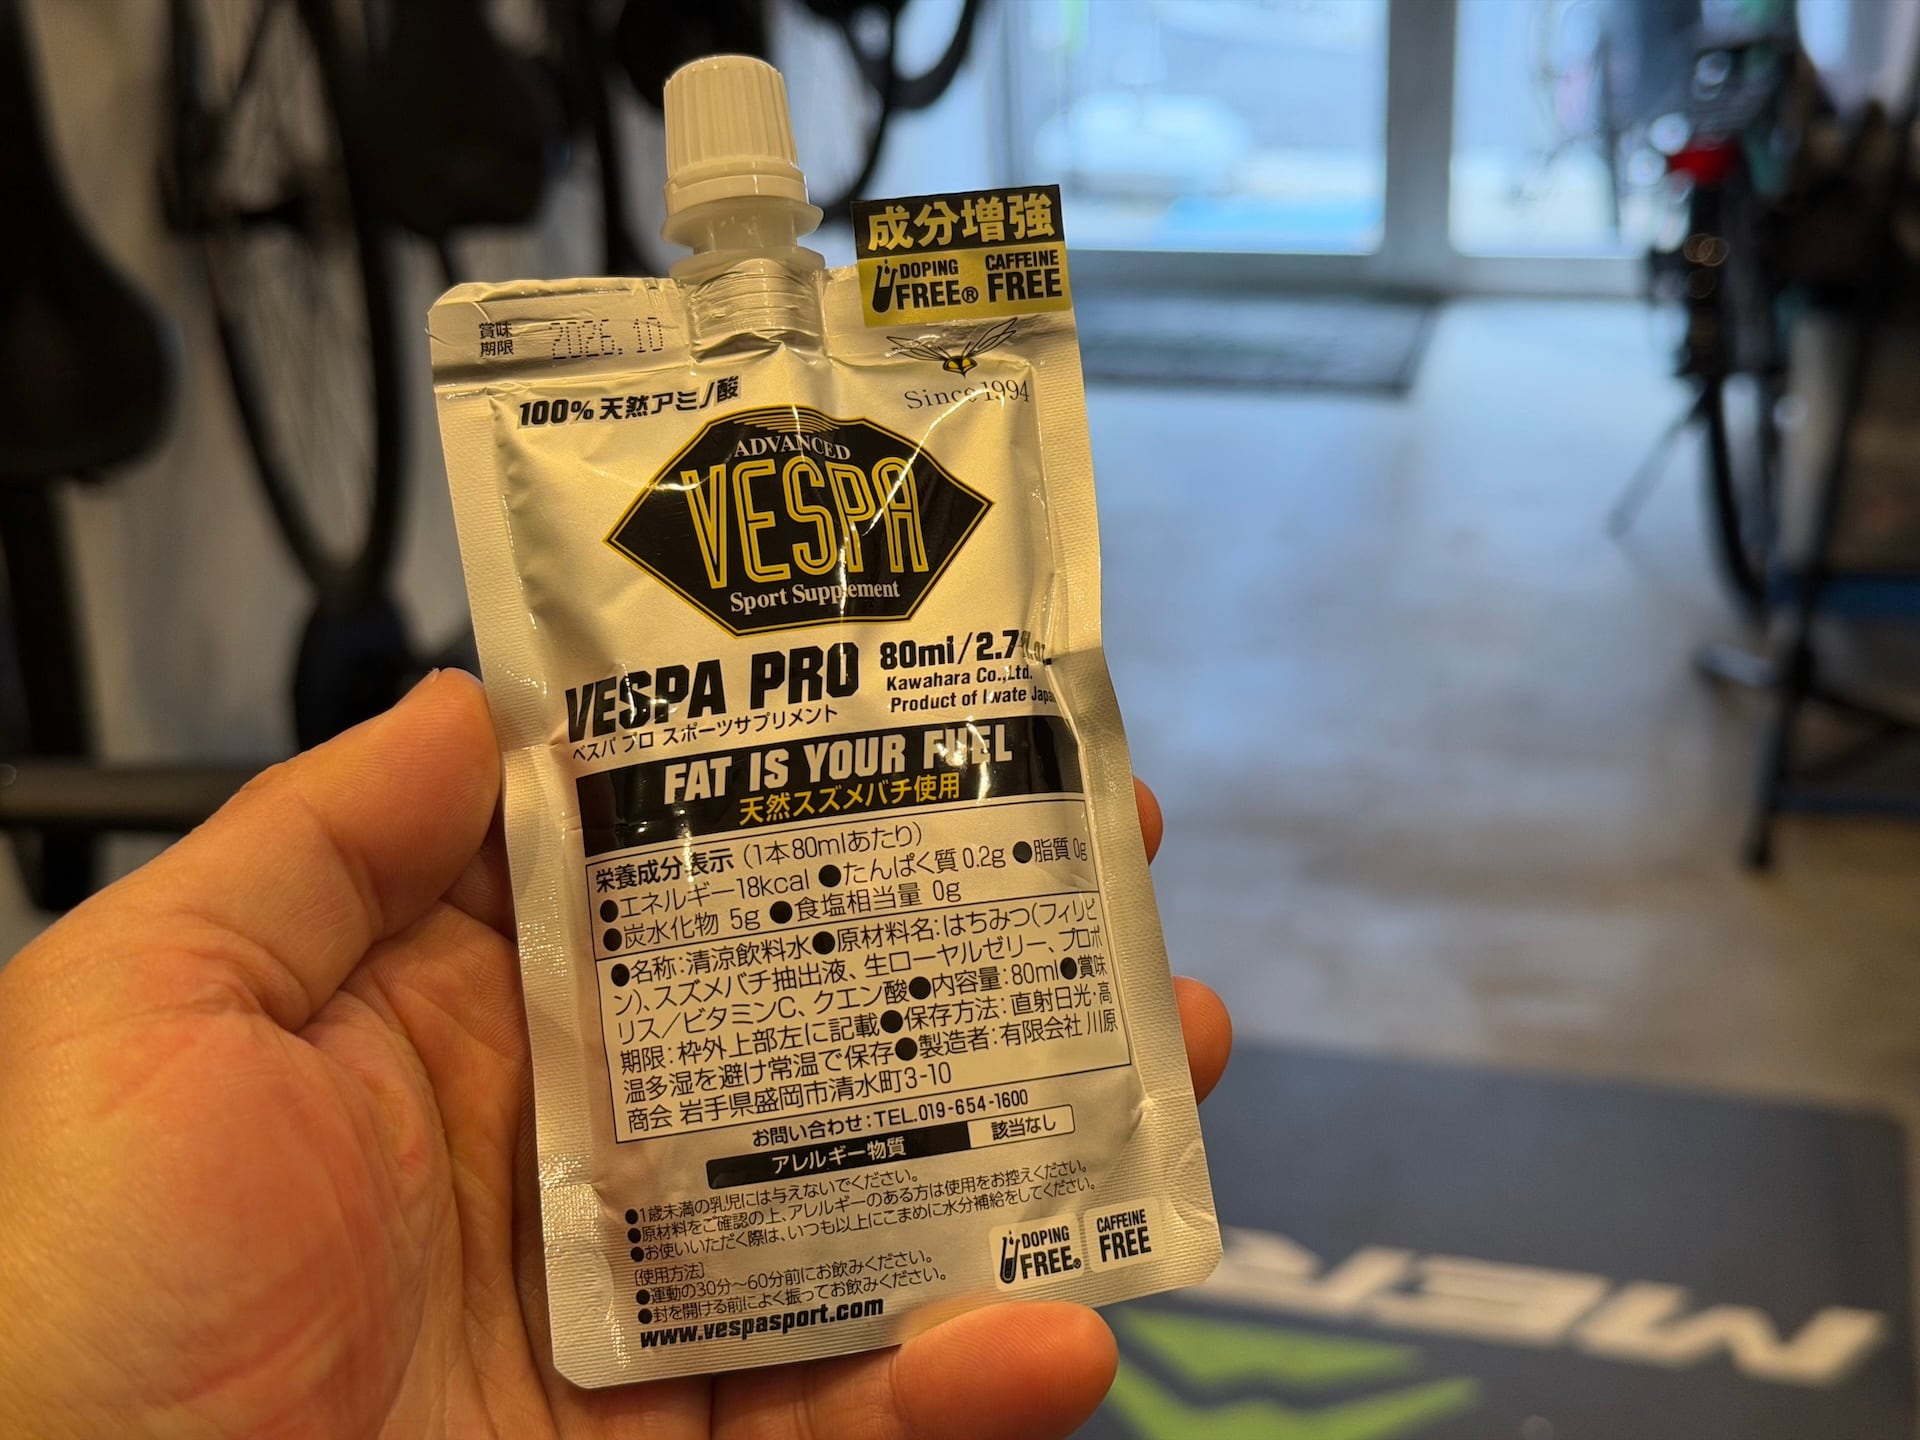 成分増強
DOPING FREE® CAFFEINE FREE
賞味期限 2026.10
100%天然アミノ酸
Since 1994
ADVANCED
VESPA
Sport Supplement
VESPA PRO
80ml/2.7fl.oz.
Kawahara Co.,Ltd.
Product of Iwate Japan
ベスパ プロ スポーツサプリメント
FAT IS YOUR FUEL
天然スズメバチ使用
栄養成分表示(1本80mlあたり)
●エネルギー18kcal ●たんぱく質 0.2g ●脂質 0g
●炭水化物 5g ●食塩相当量 0g
●名称:清涼飲料水●原材料名:はちみつ(フィリピ
ン)、スズメバチ抽出液、生ローヤルゼリー、プロポ
リス/ビタミンC、クエン酸●内容量:80ml●賞味
期限:枠外上部左に記載●保存方法:直射日光・高
温多湿を避け常温で保存●製造者:有限会社 川原
商会 岩手県盛岡市清水町3-10
お問い合わせ:TEL.019-654-1600
アレルギー物質 該当なし
●1歳未満の乳児には与えないでください。
●原材料をご確認の上、アレルギーのある方は使用をお控えください。
●お使いいただく際は、いつも以上にこまめに水分補給をしてください。
[使用方法]
●運動の30分~60分前にお飲みください。
●封を開ける前によく振ってお飲みください。
www.vespasport.com
DOPING FREE® CAFFEINE FREE